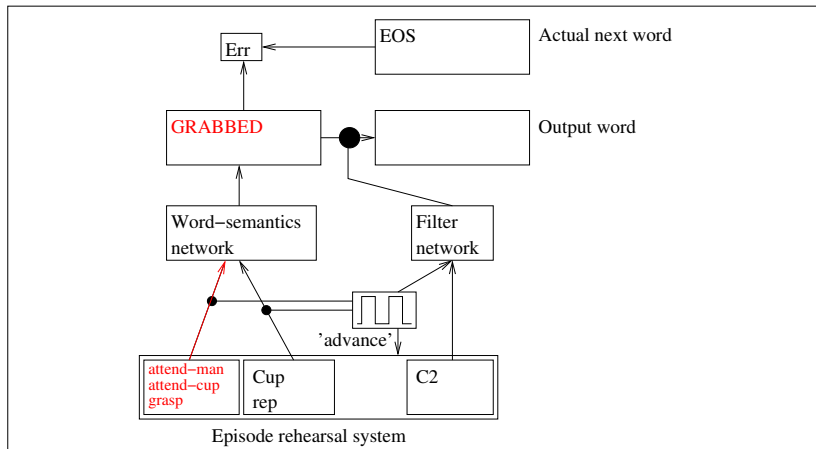 EOS
Actual next word
Err
GRABBED
Output word
Word−semantics
network
Filter
network
'advance'
attend−man
attend−cup
grasp
Cup
rep
C2
Episode rehearsal system